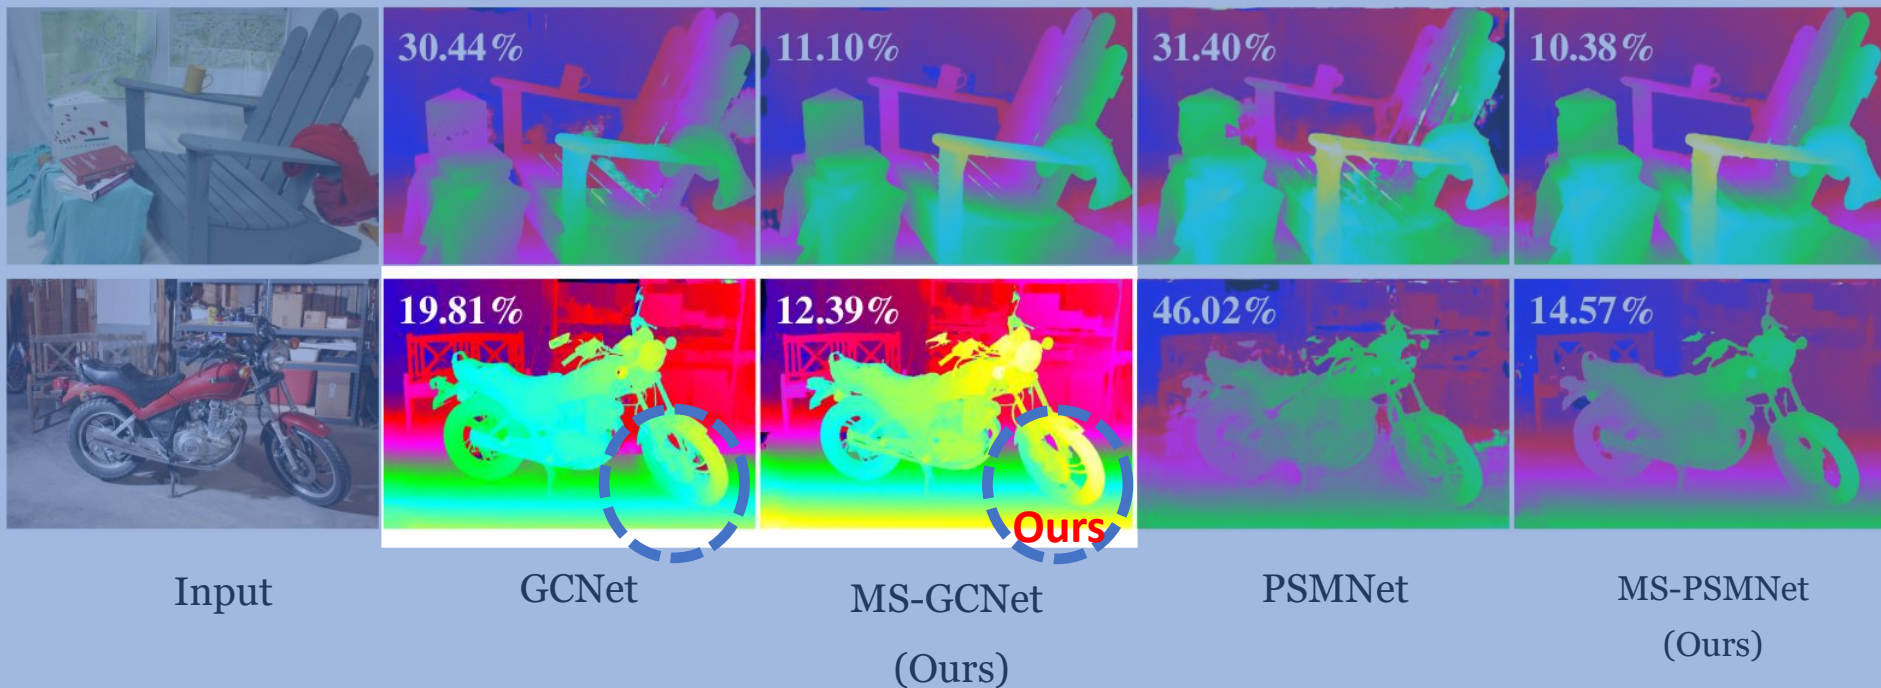 30.44%
11.10%
31.40%
10.38%
19.81%
12.39%
46.02%
14.57%
Ours
Input
GCNet
MS-GCNet
(Ours)
PSMNet
MS-PSMNet
(Ours)